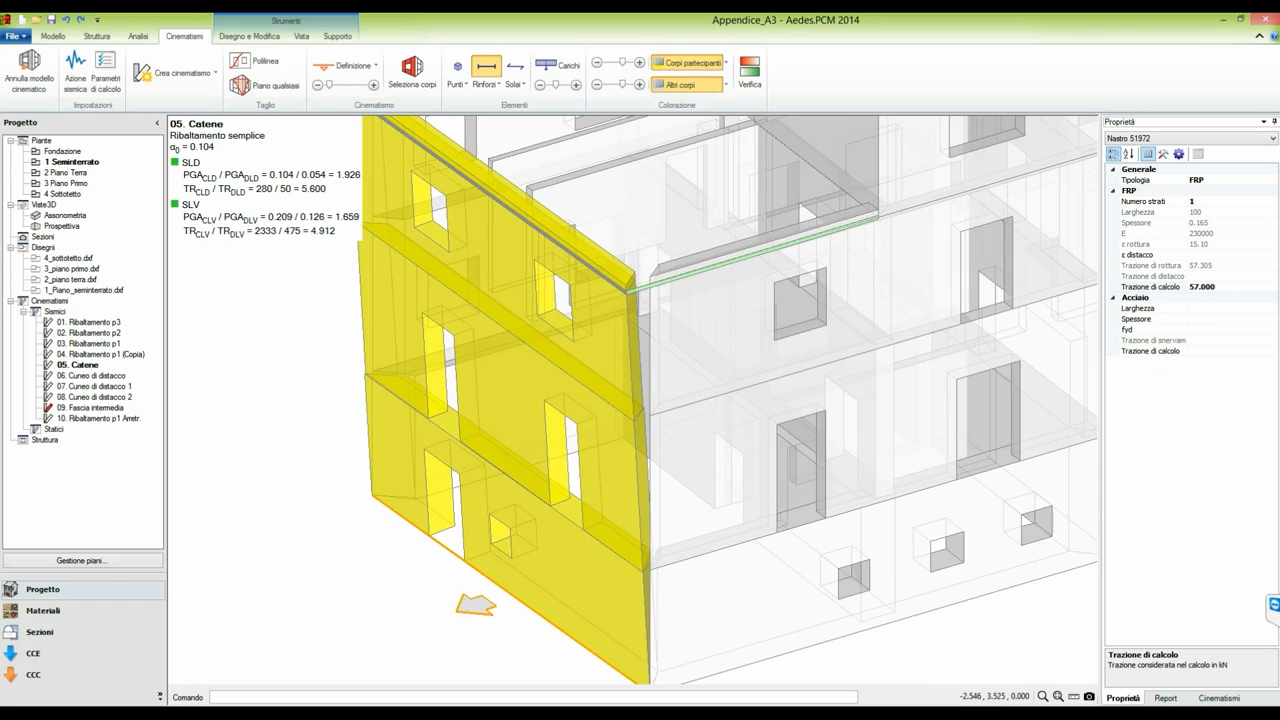 Strumenti
Appendice_A3 - Aedes.PCM 2014
File
Modello
Struttura
Analisi
Cinematismi
Disegno e Modifica
Vista
Supporto
Annulla modello cinematico
Azione sismica
Parametri di calcolo
Impostazioni
Crea cinematismo
Polilinea
Piano qualsiasi
Taglio
Definizione
Seleziona corpi
Cinematismo
Punti
Rinforzi
Solai
Carichi
Elementi
Corpi partecipanti
Altri corpi
Colorazione
Verifica
Progetto
Piante
Fondazione
1 Seminterrato
2 Piano Terra
3 Piano Primo
4 Sottotetto
Viste3D
Assonometria
Prospettiva
Sezioni
Disegni
4_sottotetto.dxf
3_piano primo.dxf
2_piano terra.dxf
1_Piano_seminterrato.dxf
Cinematismi
Sismici
01. Ribaltamento p3
02. Ribaltamento p2
03. Ribaltamento p1
04. Ribaltamento p1 (Copia)
05. Catene
06. Cuneo di distacco
07. Cuneo di distacco 1
08. Cuneo di distacco 2
09. Fascia intermedia
10. Ribaltamento p1 Arretr.
Statici
Struttura
Gestione piani...
Progetto
Materiali
Sezioni
CCE
CCC
05. Catene
Ribaltamento semplice
α0 = 0.104
SLD
PGACLD / PGADLD = 0.104 / 0.054 = 1.926
TRCLD / TRDLD = 280 / 50 = 5.600
SLV
PGACLV / PGADLV = 0.209 / 0.126 = 1.659
TRCLV / TRDLV = 2333 / 475 = 4.912
Comando
-2.546, 3.525, 0.000
Proprietà
Nastro 51972
Generale
Tipologia FRP
FRP
Numero strati 1
Larghezza 100
Spessore 0.165
E 230000
ε rottura 15.10
ε distacco
Trazione di rottura 57.305
Trazione di distacco
Trazione di calcolo 57.000
Acciaio
Larghezza
Spessore
fyd
Trazione di snervam
Trazione di calcolo
Trazione di calcolo
Trazione considerata nel calcolo in kN
Proprietà
Report
Cinematismi